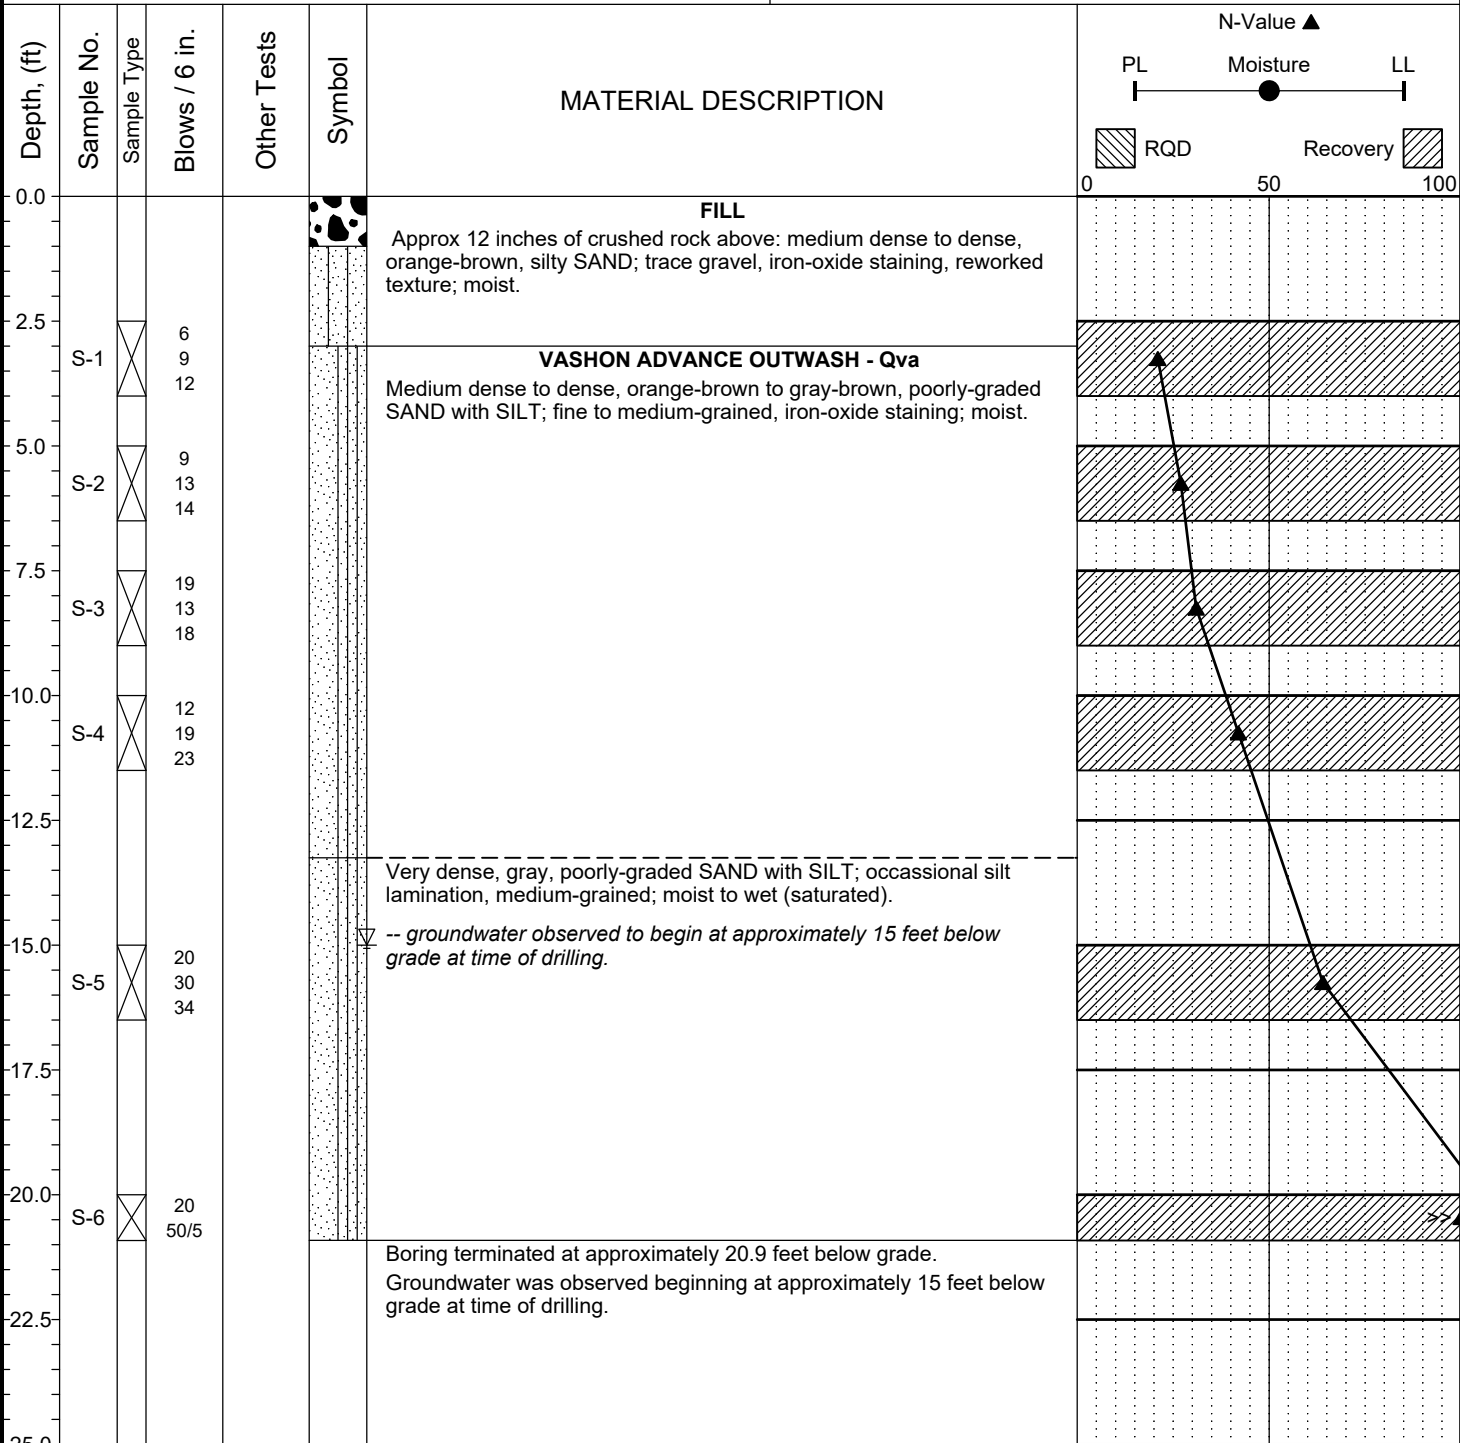 Depth, (ft)
Sample No.
Sample Type
Blows / 6 in.
Other Tests
Symbol
MATERIAL DESCRIPTION
N-Value
PL Moisture LL
RQD Recovery
0 50 100
0.0
FILL
Approx 12 inches of crushed rock above: medium dense to dense,
orange-brown, silty SAND; trace gravel, iron-oxide staining, reworked
texture; moist.
2.5
S-1
6
9
12
VASHON ADVANCE OUTWASH - Qva
Medium dense to dense, orange-brown to gray-brown, poorly-graded
SAND with SILT; fine to medium-grained, iron-oxide staining; moist.
5.0
S-2
9
13
14
7.5
S-3
19
13
18
10.0
S-4
12
19
23
12.5
Very dense, gray, poorly-graded SAND with SILT; occassional silt
lamination, medium-grained; moist to wet (saturated).
-- groundwater observed to begin at approximately 15 feet below
grade at time of drilling.
15.0
S-5
20
30
34
17.5
20.0
S-6
20
50/5
>>
Boring terminated at approximately 20.9 feet below grade.
Groundwater was observed beginning at approximately 15 feet below
grade at time of drilling.
22.5
25.0